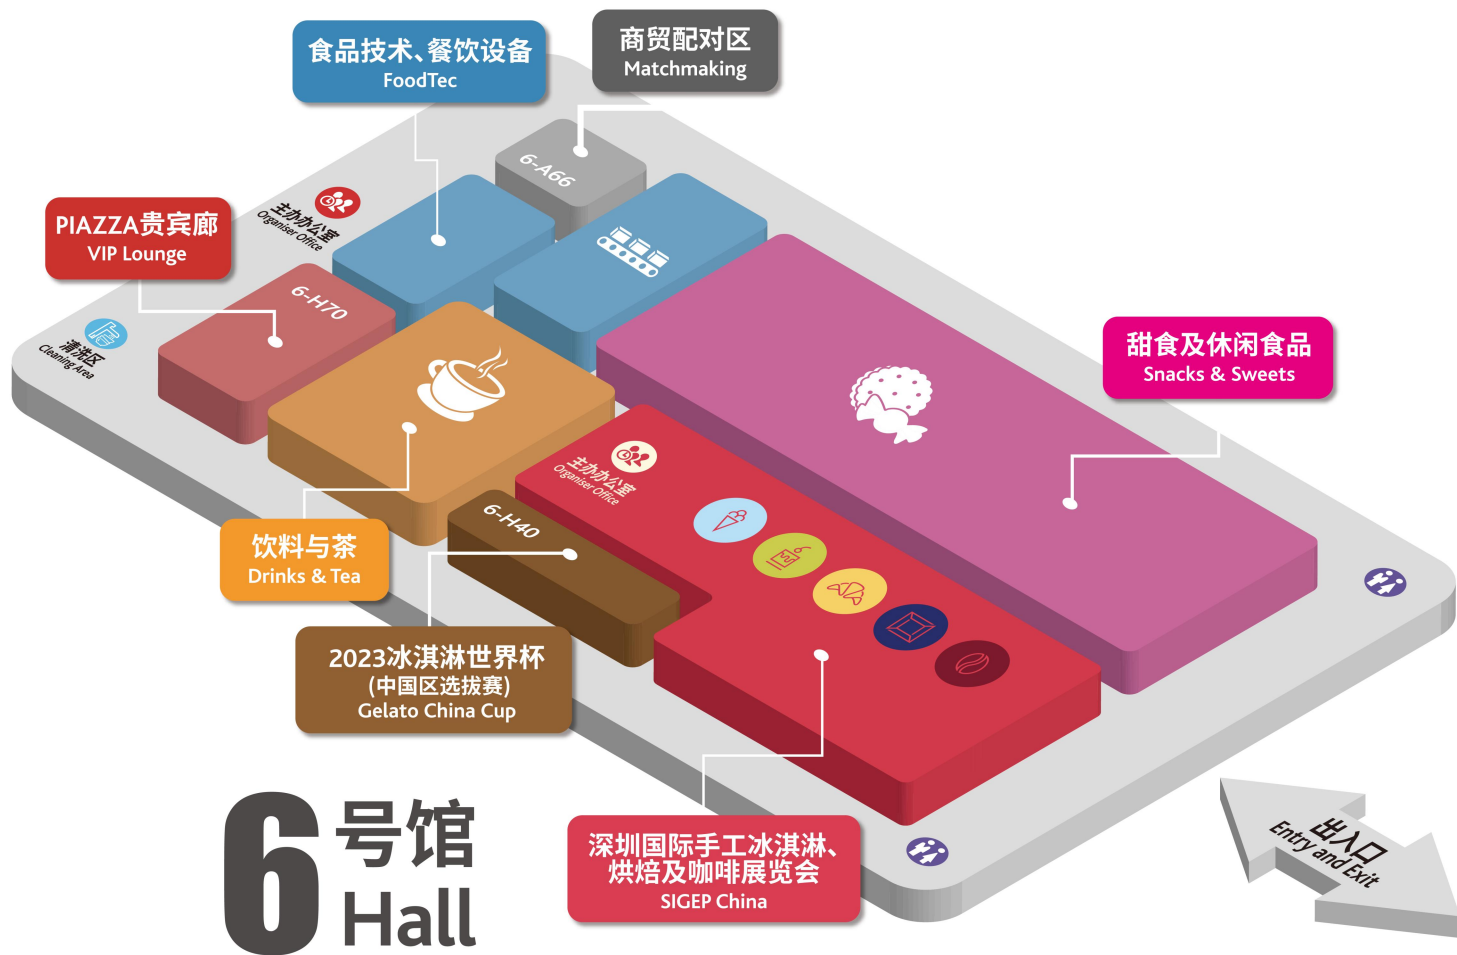 食品技术、餐饮设备
FoodTec
商贸配对区
Matchmaking
6-A66
主办办公室
Organiser Office
PIAZZA贵宾廊
VIP Lounge
6-H70
清洗区
Cleaning Area
甜食及休闲食品
Snacks & Sweets
主办办公室
Organiser Office
6-H40
饮料与茶
Drinks & Tea
2023冰淇淋世界杯
(中国区选拔赛)
Gelato China Cup
深圳国际手工冰淇淋、
烘焙及咖啡展览会
SIGEP China
出入口
Entry and Exit
6号馆
Hall